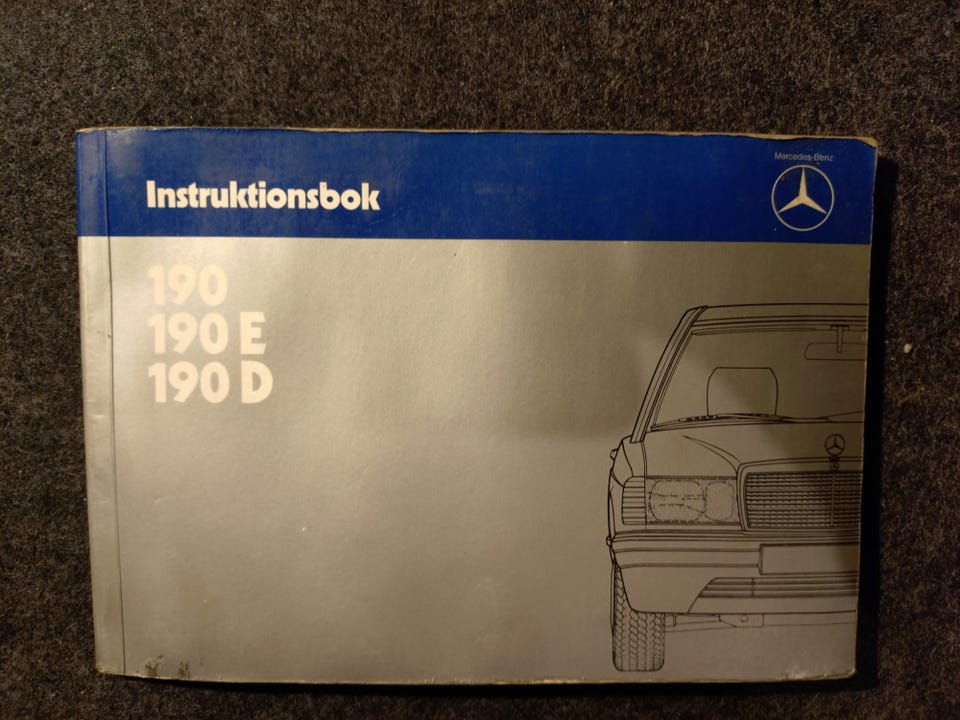 Mercedes-Benz
Instruktionsbok
190
190 E
190 D